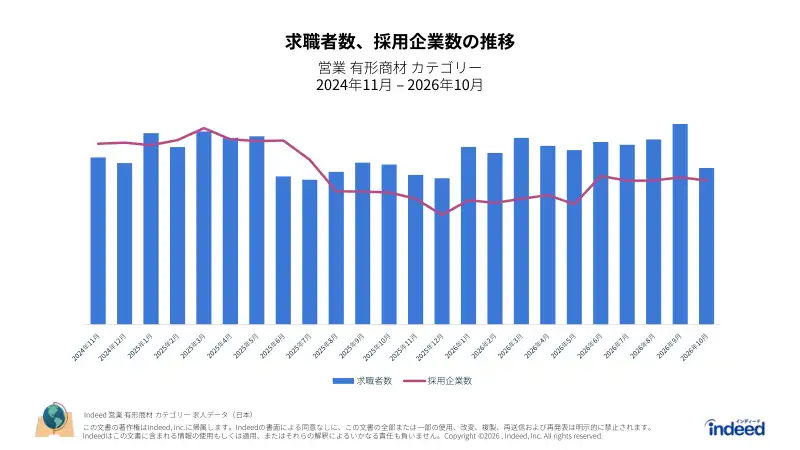 求職者数、採用企業数の推移
営業 有形商材 カテゴリー
2024年11月 – 2026年10月
2024年11月
2024年12月
2025年1月
2025年2月
2025年3月
2025年4月
2025年5月
2025年6月
2025年7月
2025年8月
2025年9月
2025年10月
2025年11月
2025年12月
2026年1月
2026年2月
2026年3月
2026年4月
2026年5月
2026年6月
2026年7月
2026年8月
2026年9月
2026年10月
求職者数
採用企業数
Indeed 営業 有形商材 カテゴリー 求人データ（日本）
この文書の著作権はIndeed, Inc.に帰属します。Indeedの書面による同意なしに、この文書の全部または一部の使用、改変、複製、再送信および再発表は明示的に禁止されます。
Indeedはこの文書に含まれる情報の使用もしくは適用、またはそれらの解釈によるいかなる責任も負いません。Copyright ©2026 , Indeed, Inc. All rights reserved.
インディード
indeed